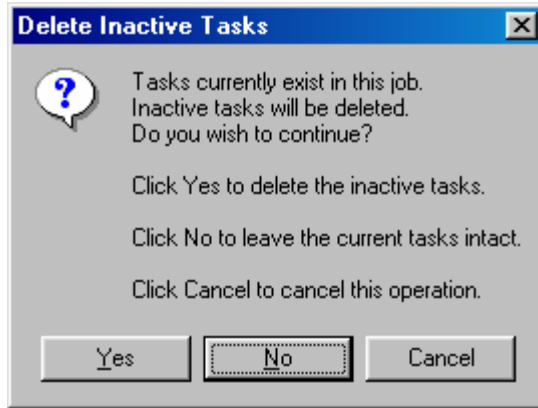 Delete Inactive Tasks
Tasks currently exist in this job.
Inactive tasks will be deleted.
Do you wish to continue?
Click Yes to delete the inactive tasks.
Click No to leave the current tasks intact.
Click Cancel to cancel this operation.
Yes No Cancel